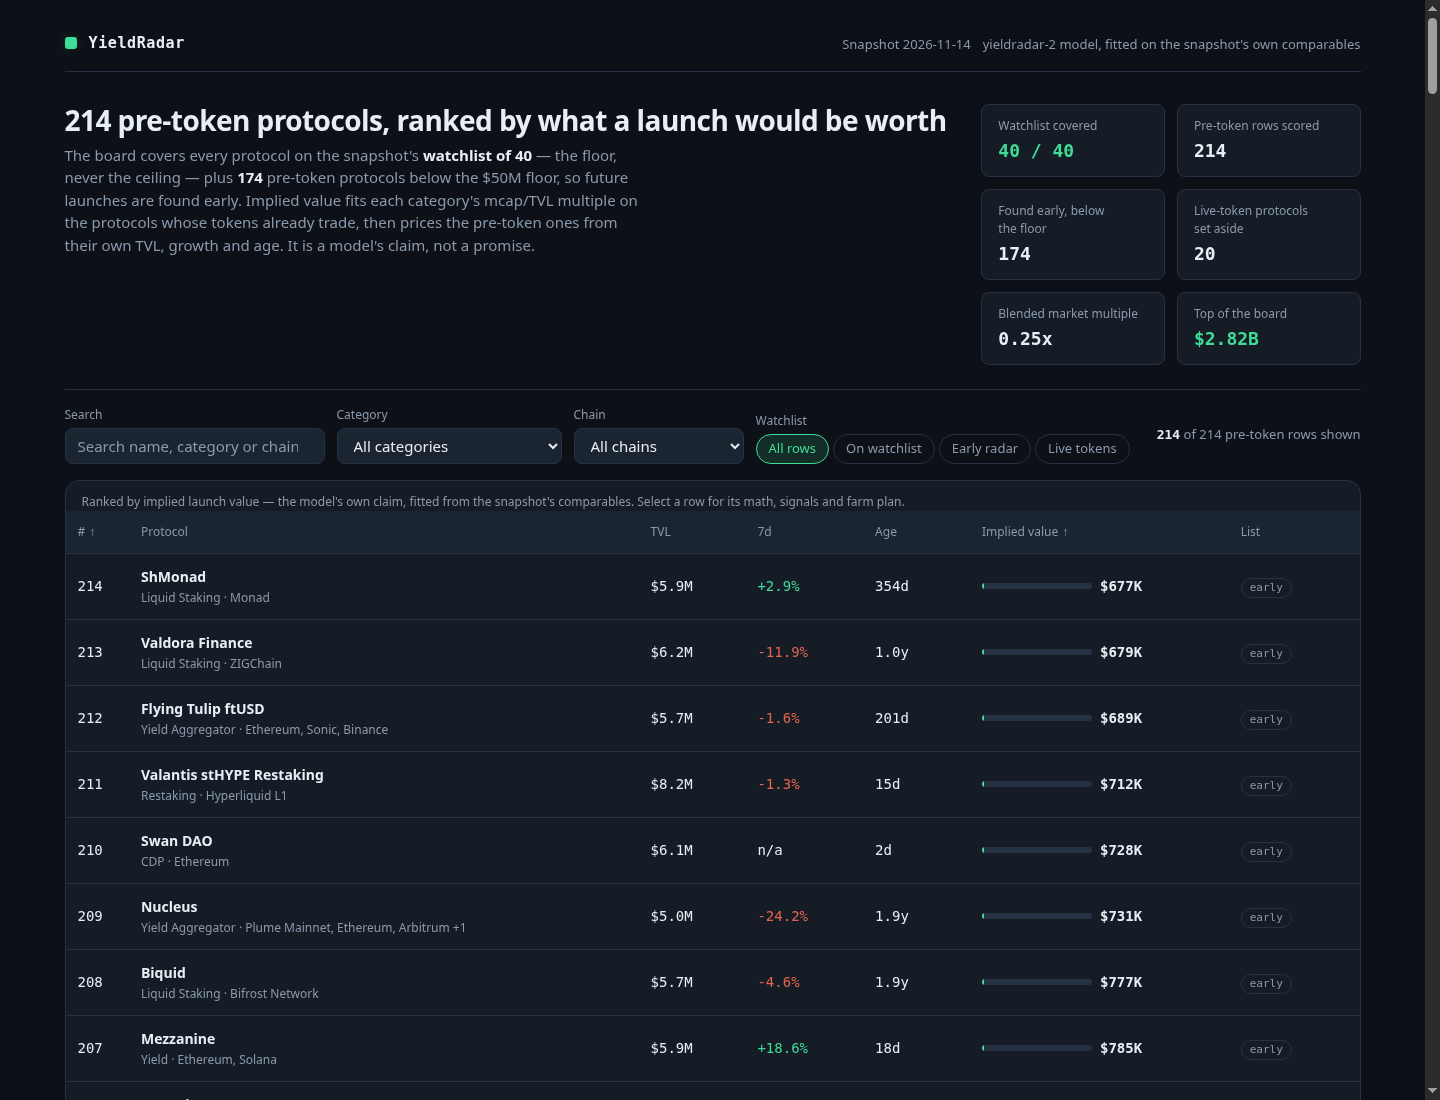 YieldRadar
Snapshot 2026-11-14 yieldradar-2 model, fitted on the snapshot's own comparables
214 pre-token protocols, ranked by what a launch would be worth
The board covers every protocol on the snapshot's watchlist of 40 — the floor,
never the ceiling — plus 174 pre-token protocols below the $50M floor, so future
launches are found early. Implied value fits each category's mcap/TVL multiple on
the protocols whose tokens already trade, then prices the pre-token ones from
their own TVL, growth and age. It is a model's claim, not a promise.
Watchlist covered
40 / 40
Pre-token rows scored
214
Found early, below
the floor
174
Live-token protocols
set aside
20
Blended market multiple
0.25x
Top of the board
$2.82B
Search
Search name, category or chain
Category
All categories
Chain
All chains
Watchlist
All rows On watchlist Early radar Live tokens
214 of 214 pre-token rows shown
Ranked by implied launch value — the model's own claim, fitted from the snapshot's comparables. Select a row for its math, signals and farm plan.
# ↑ Protocol TVL 7d Age Implied value ↑ List
214 ShMonad $5.9M +2.9% 354d $677K early
Liquid Staking · Monad
213 Valdora Finance $6.2M -11.9% 1.0y $679K early
Liquid Staking · ZIGChain
212 Flying Tulip ftUSD $5.7M -1.6% 201d $689K early
Yield Aggregator · Ethereum, Sonic, Binance
211 Valantis stHYPE Restaking $8.2M -1.3% 15d $712K early
Restaking · Hyperliquid L1
210 Swan DAO $6.1M n/a 2d $728K early
CDP · Ethereum
209 Nucleus $5.0M -24.2% 1.9y $731K early
Yield Aggregator · Plume Mainnet, Ethereum, Arbitrum +1
208 Biquid $5.7M -4.6% 1.9y $777K early
Liquid Staking · Bifrost Network
207 Mezzanine $5.9M +18.6% 18d $785K early
Yield · Ethereum, Solana